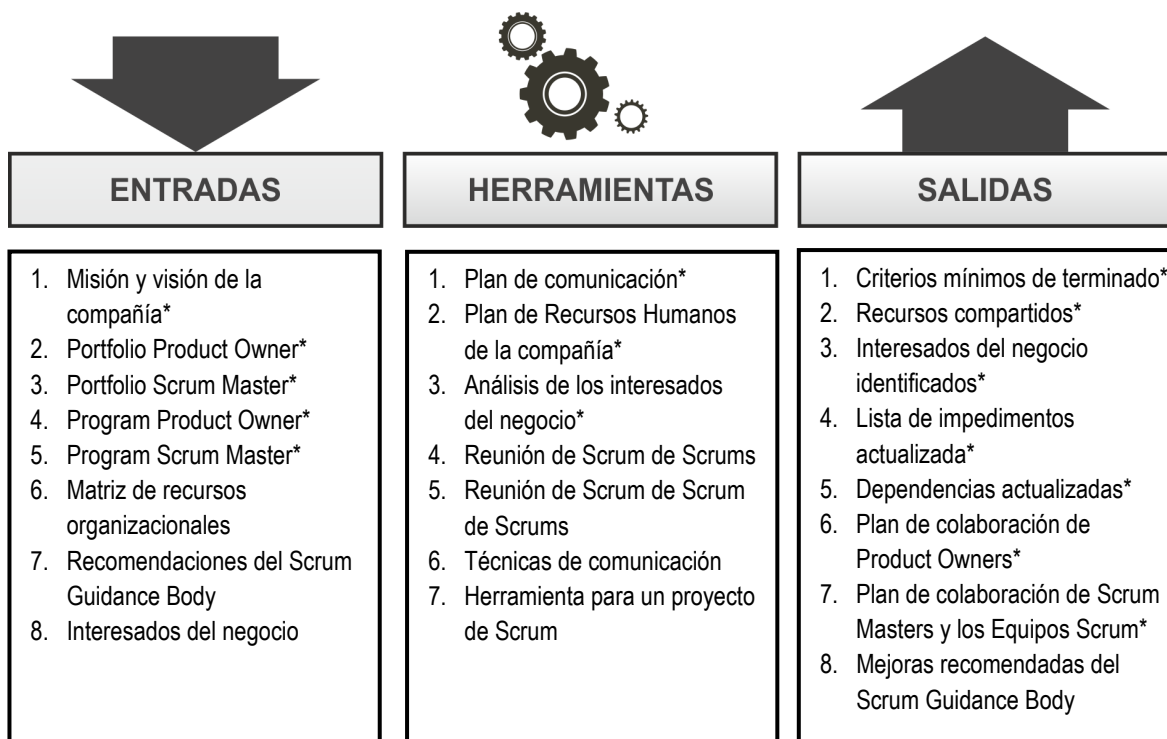 ENTRADAS
1. Misión y visión de la
compañía*
2. Portfolio Product Owner*
3. Portfolio Scrum Master*
4. Program Product Owner*
5. Program Scrum Master*
6. Matriz de recursos
organizacionales
7. Recomendaciones del Scrum
Guidance Body
8. Interesados del negocio
HERRAMIENTAS
1. Plan de comunicación*
2. Plan de Recursos Humanos
de la compañía*
3. Análisis de los interesados
del negocio*
4. Reunión de Scrum de Scrums
5. Reunión de Scrum de Scrum
de Scrums
6. Técnicas de comunicación
7. Herramienta para un proyecto
de Scrum
SALIDAS
1. Criterios mínimos de terminado*
2. Recursos compartidos*
3. Interesados del negocio
identificados*
4. Lista de impedimentos
actualizada*
5. Dependencias actualizadas*
6. Plan de colaboración de
Product Owners*
7. Plan de colaboración de Scrum
Masters y los Equipos Scrum*
8. Mejoras recomendadas del
Scrum Guidance Body